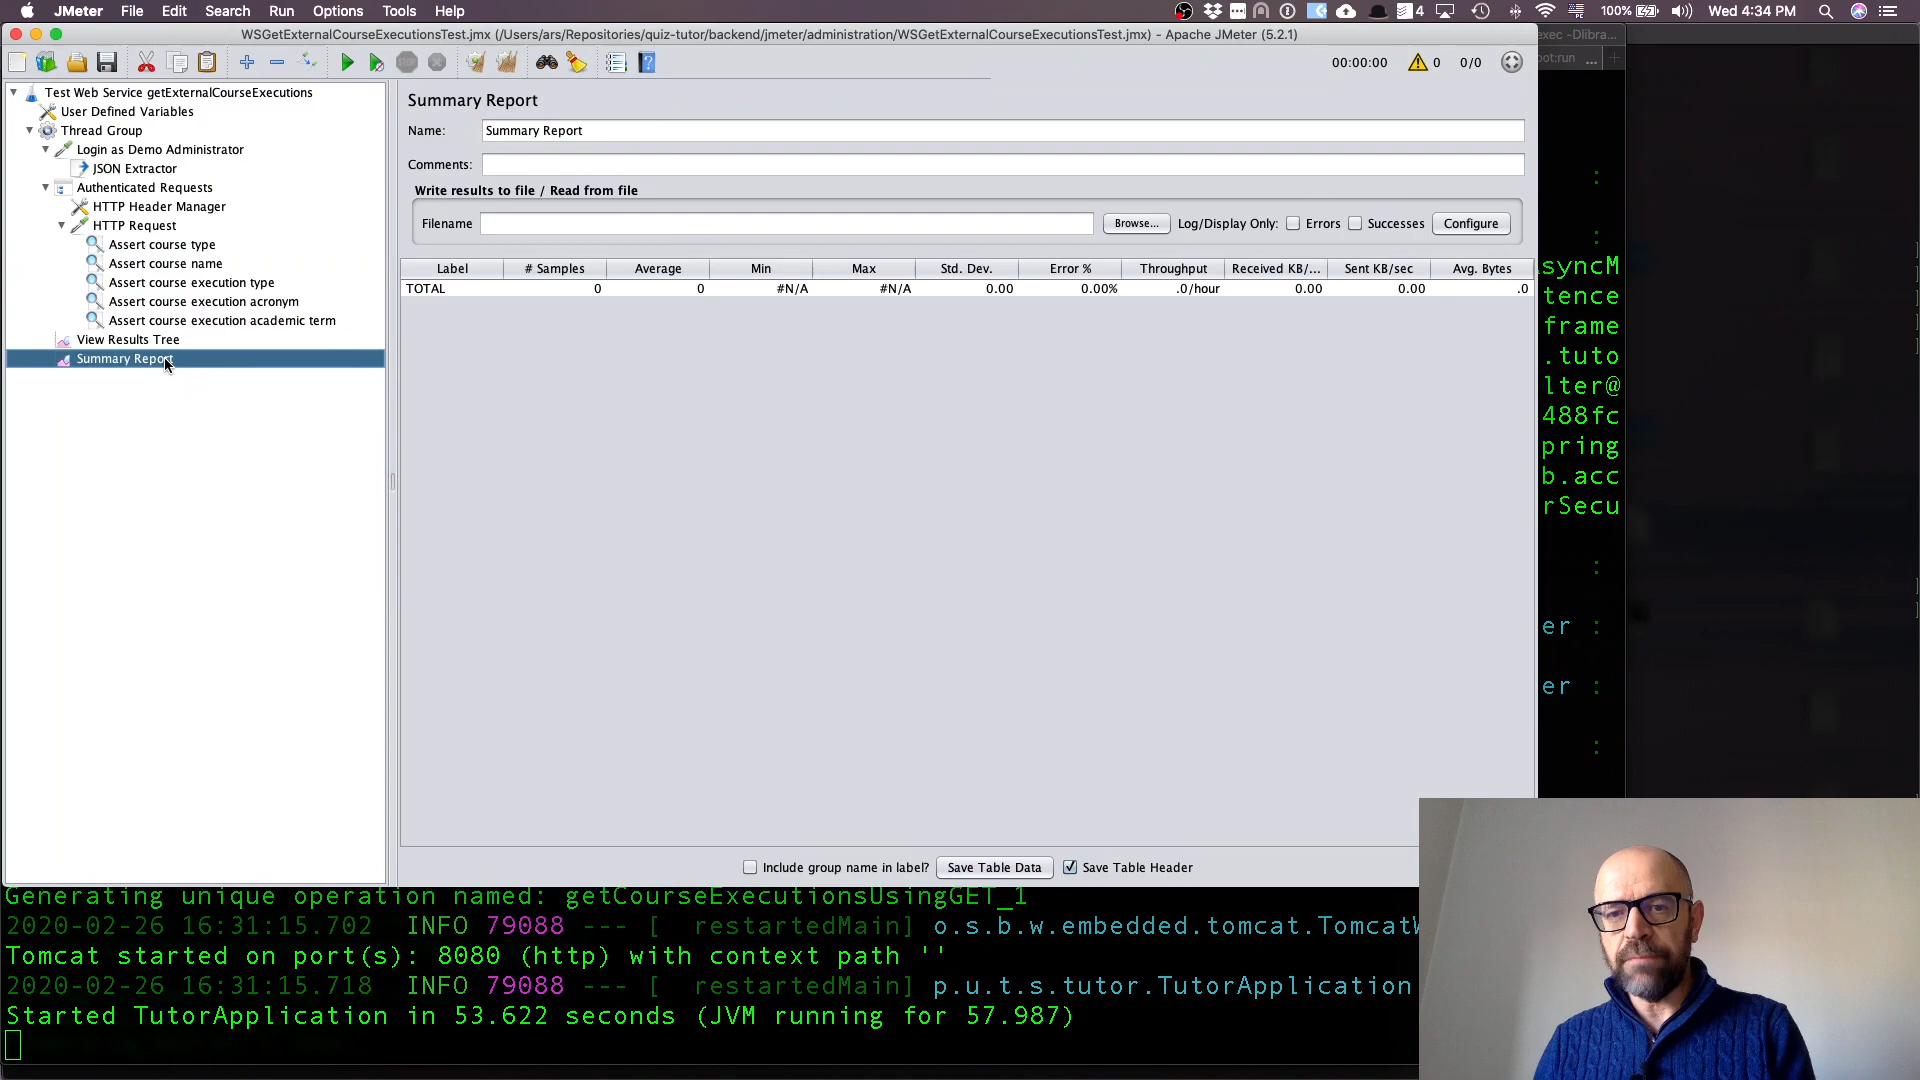 JMeter File Edit Search Run Options Tools Help 4 100% Wed 4:34 PM
WSGetExternalCourseExecutionsTest.jmx (/Users/ars/Repositories/quiz-tutor/backend/jmeter/administration/WSGetExternalCourseExecutionsTest.jmx) - Apache JMeter (5.2.1)
exec -Dlibra...
00:00:00 0 0/0
oot:run ...
Test Web Service getExternalCourseExecutions
User Defined Variables
Thread Group
Login as Demo Administrator
JSON Extractor
Authenticated Requests
HTTP Header Manager
HTTP Request
Assert course type
Assert course name
Assert course execution type
Assert course execution acronym
Assert course execution academic term
View Results Tree
Summary Report
Summary Report
Name: Summary Report
Comments:
Write results to file / Read from file
Filename Browse... Log/Display Only: Errors Successes Configure
Label # Samples Average Min Max Std. Dev. Error % Throughput Received KB/... Sent KB/sec Avg. Bytes
TOTAL 0 0 #N/A #N/A 0.00 0.00% .0/hour 0.00 0.00 .0
Include group name in label? Save Table Data Save Table Header
:
:
syncM
tence
frame
.tuto
lter@
488fc
pring
b.acc
rSecu
:
er :
er :
:
Generating unique operation named: getCourseExecutionsUsingGET_1
2020-02-26 16:31:15.702 INFO 79088 --- [ restartedMain] o.s.b.w.embedded.tomcat.TomcatW
Tomcat started on port(s): 8080 (http) with context path ''
2020-02-26 16:31:15.718 INFO 79088 --- [ restartedMain] p.u.t.s.tutor.TutorApplication
Started TutorApplication in 53.622 seconds (JVM running for 57.987)